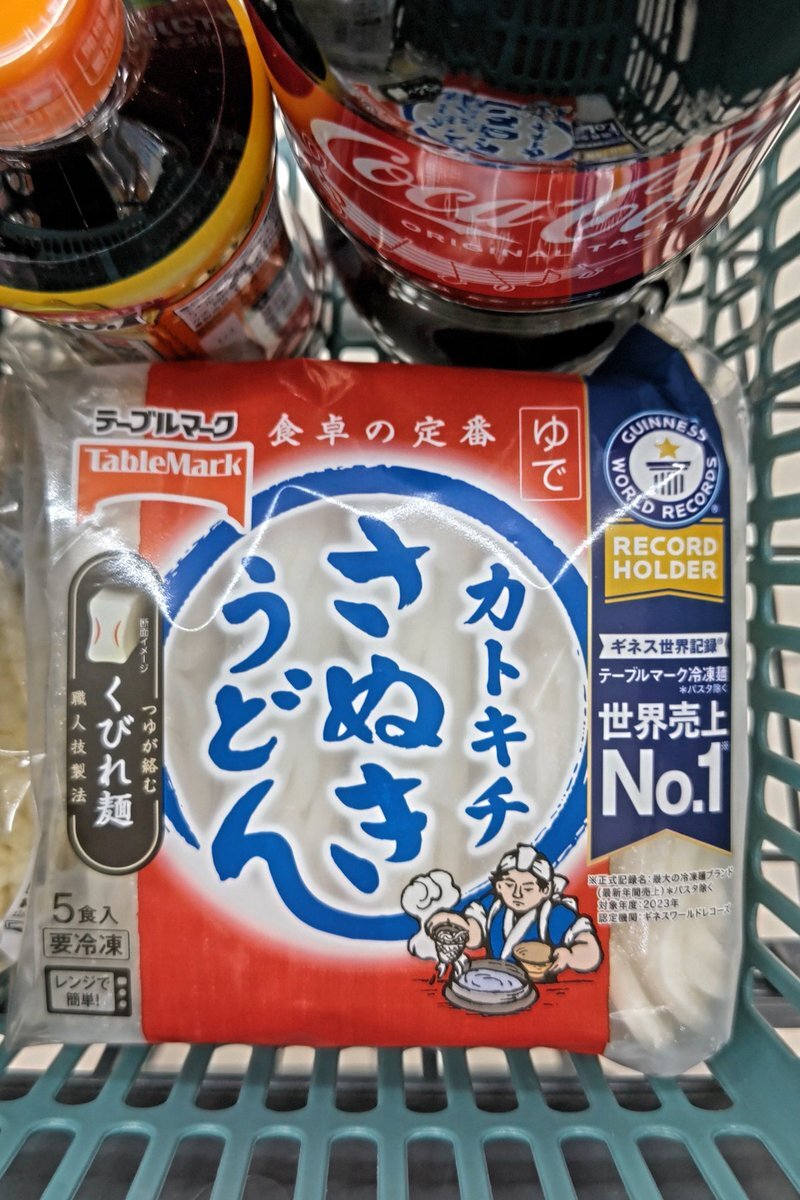 Coca-Cola
ORIGINAL TASTE
テーブルマーク
TableMark
食卓の定番
ゆで
カトキチ
さぬき
うどん
断面イメージ
つゆが絡む
くびれ麺
職人技製法
5食入
要冷凍
レンジで
簡単!
GUINNESS
WORLD RECORDS®
RECORD
HOLDER
ギネス世界記録®
テーブルマーク冷凍麺
*パスタ除く
世界売上
No.1※
※正式記録名:最大の冷凍麺ブランド
(最新年間売上)*パスタ除く
対象年度:2023年
認定機関:ギネスワールドレコーズ